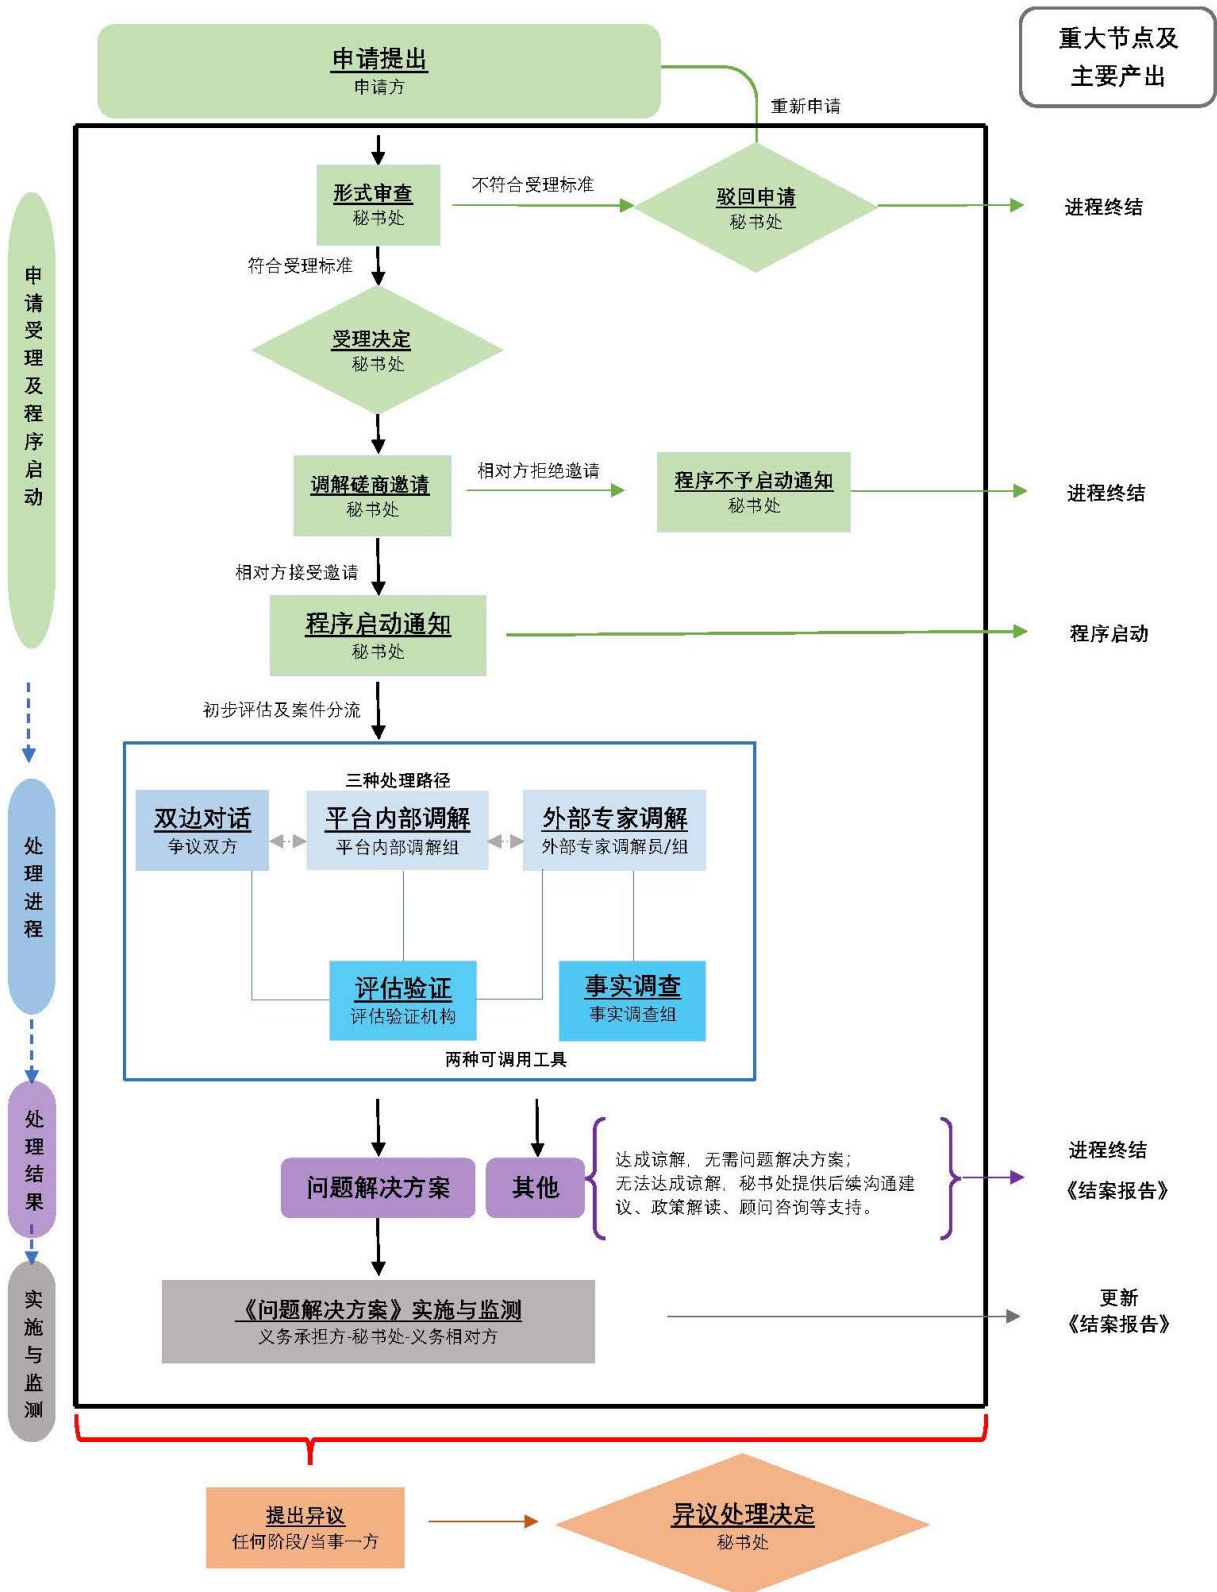 申请提出
申请方
重大节点及
主要产出
重新申请
形式审查
秘书处
不符合受理标准
驳回申请
秘书处
进程终结
符合受理标准
受理决定
秘书处
申请受理及程序启动
调解磋商邀请
秘书处
相对方拒绝邀请
程序不予启动通知
秘书处
进程终结
相对方接受邀请
程序启动通知
秘书处
程序启动
初步评估及案件分流
三种处理路径
双边对话
争议双方
平台内部调解
平台内部调解组
外部专家调解
外部专家调解员/组
处理进程
评估验证
评估验证机构
事实调查
事实调查组
两种可调用工具
处理结果
问题解决方案
其他
达成谅解，无需问题解决方案；
无法达成谅解，秘书处提供后续沟通建
议、政策解读、顾问咨询等支持。
进程终结
《结案报告》
实施与监测
《问题解决方案》实施与监测
义务承担方-秘书处-义务相对方
更新
《结案报告》
提出异议
任何阶段/当事一方
异议处理决定
秘书处